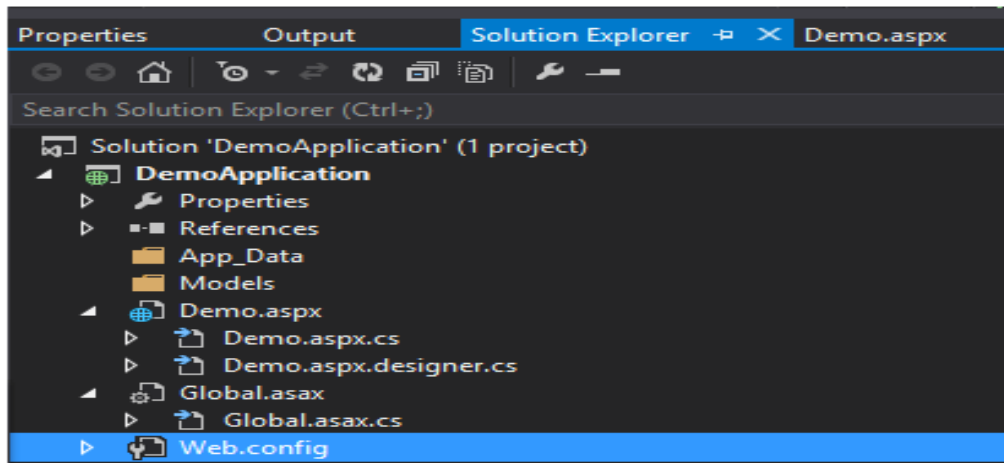 Properties Output Solution Explorer Demo.aspx
Search Solution Explorer (Ctrl+;)
Solution 'DemoApplication' (1 project)
DemoApplication
Properties
References
App_Data
Models
Demo.aspx
Demo.aspx.cs
Demo.aspx.designer.cs
Global.asax
Global.asax.cs
Web.config